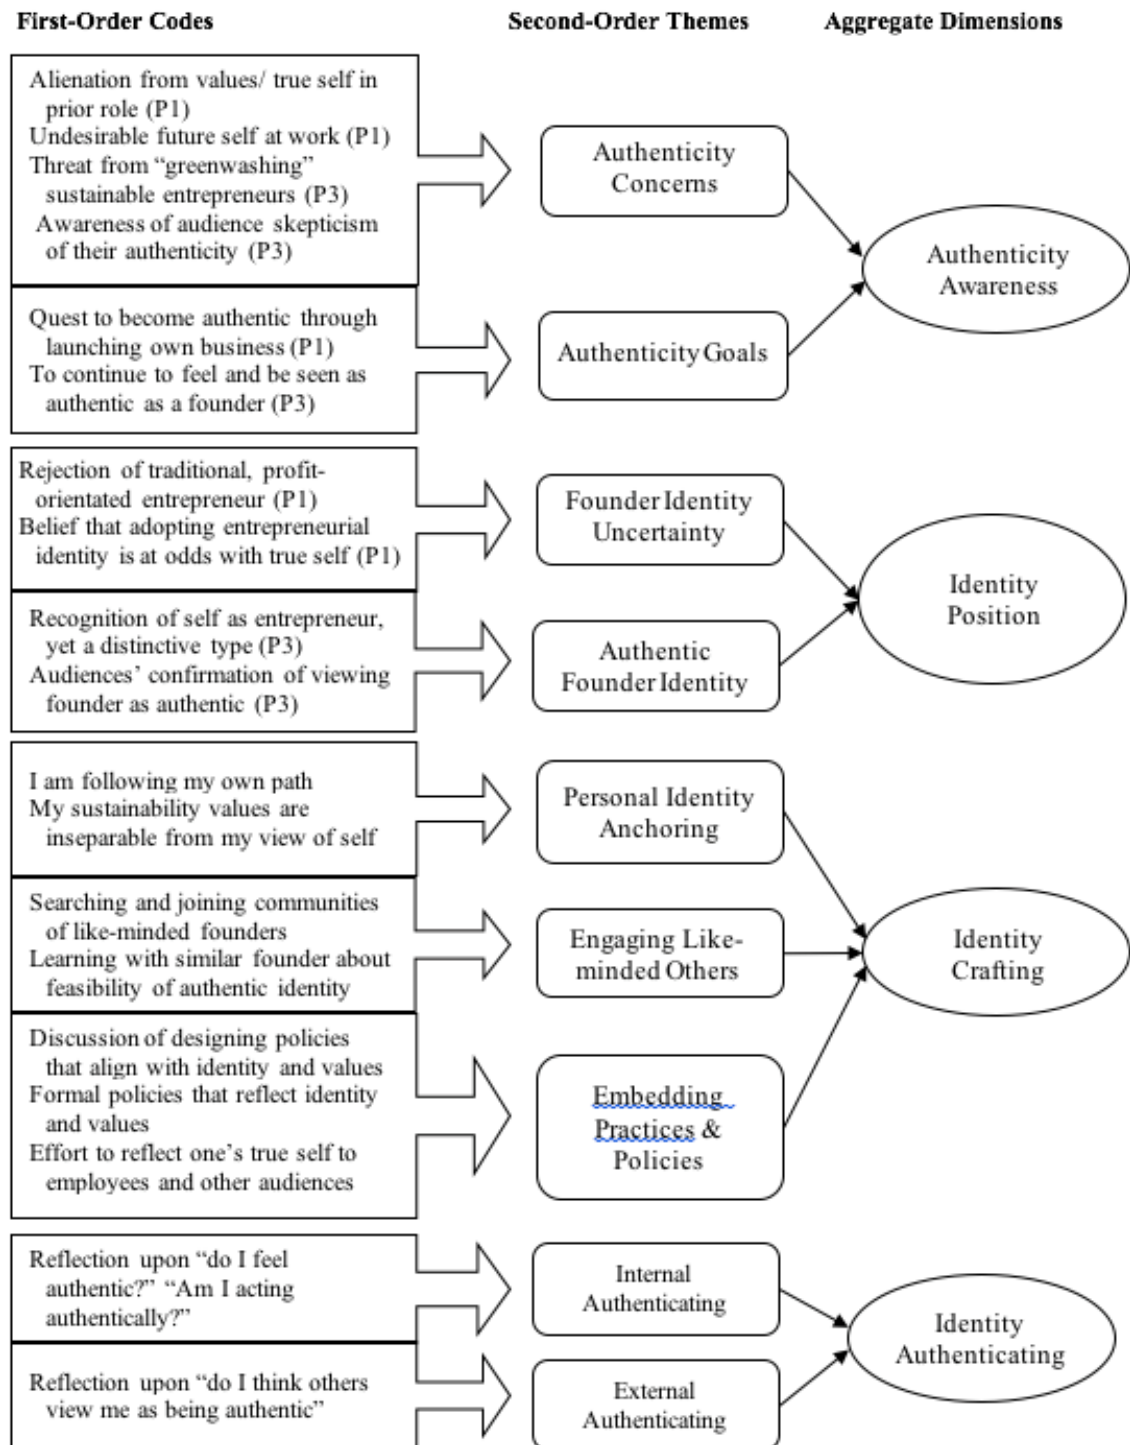 First-Order Codes
Second-Order Themes
Aggregate Dimensions
Alienation from values/ true self in
prior role (P1)
Undesirable future self at work (P1)
Threat from “greenwashing”
sustainable entrepreneurs (P3)
Awareness of audience skepticism
of their authenticity (P3)
Authenticity
Concerns
Quest to become authentic through
launching own business (P1)
To continue to feel and be seen as
authentic as a founder (P3)
Authenticity Goals
Authenticity
Awareness
Rejection of traditional, profit-
orientated entrepreneur (P1)
Belief that adopting entrepreneurial
identity is at odds with true self (P1)
Founder Identity
Uncertainty
Recognition of self as entrepreneur,
yet a distinctive type (P3)
Audiences’ confirmation of viewing
founder as authentic (P3)
Authentic
Founder Identity
Identity
Position
I am following my own path
My sustainability values are
inseparable from my view of self
Personal Identity
Anchoring
Searching and joining communities
of like-minded founders
Learning with similar founder about
feasibility of authentic identity
Engaging Like-
minded Others
Discussion of designing policies
that align with identity and values
Formal policies that reflect identity
and values
Effort to reflect one’s true self to
employees and other audiences
Embedding
Practices &
Policies
Identity
Crafting
Reflection upon “do I feel
authentic?” “Am I acting
authentically?”
Internal
Authenticating
Reflection upon “do I think others
view me as being authentic”
External
Authenticating
Identity
Authenticating